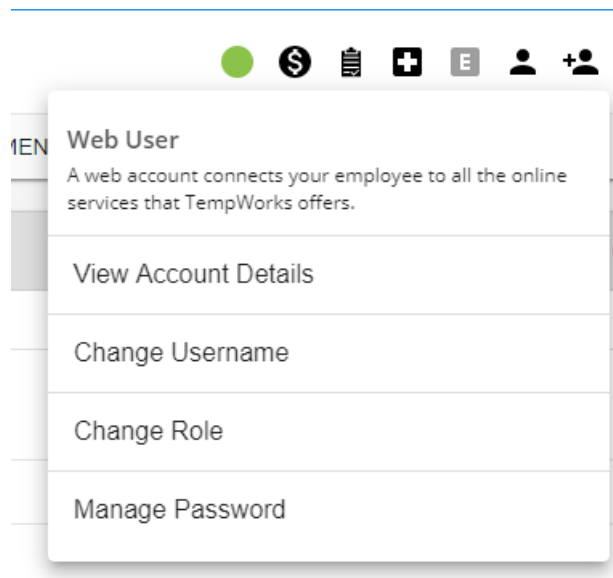 E
MEN
Web User
A web account connects your employee to all the online
services that TempWorks offers.
View Account Details
Change Username
Change Role
Manage Password